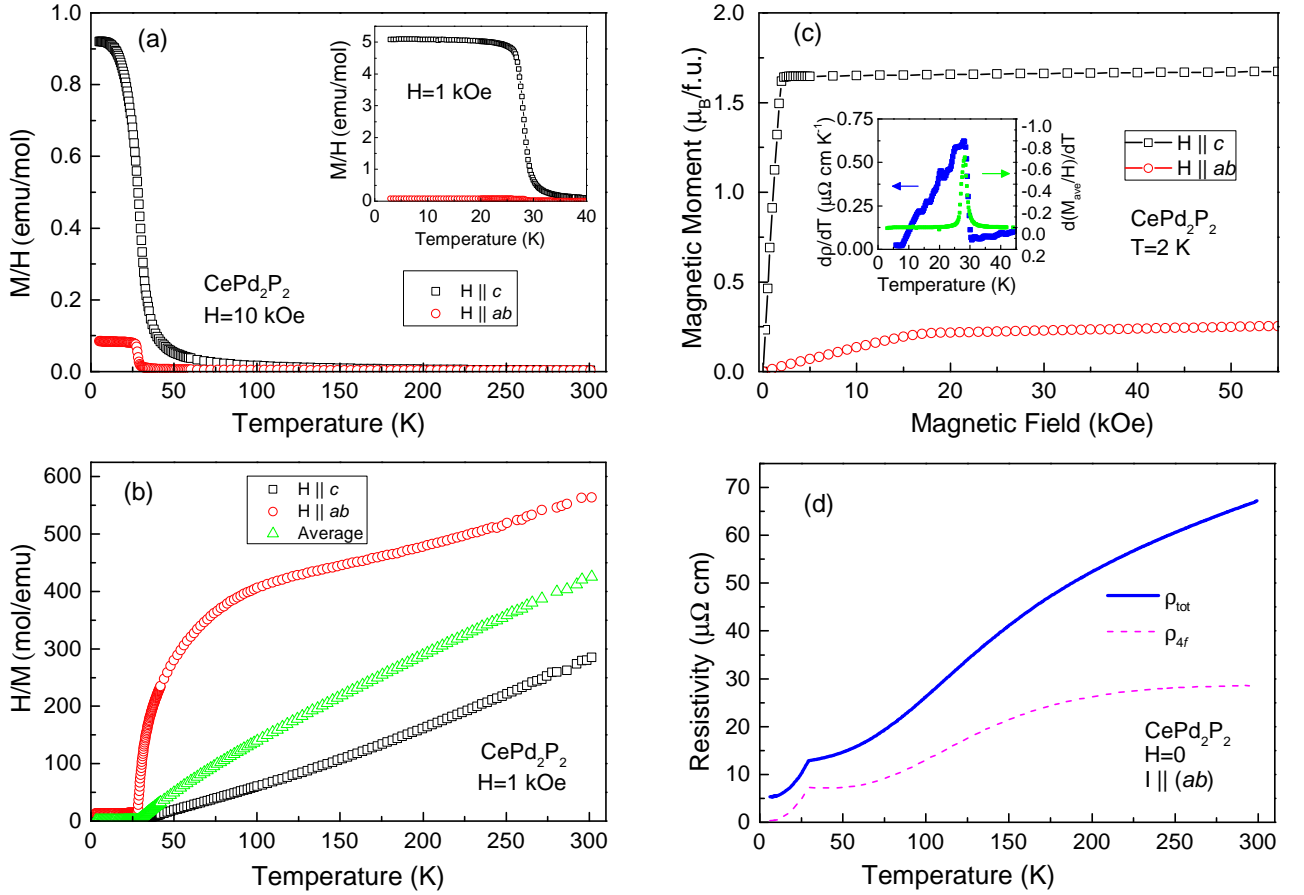 (a)
M/H (emu/mol)
1.0
0.8
0.6
0.4
0.2
0.0
0 50 100 150 200 250 300
Temperature (K)
CePd₂P₂
H=10 kOe
H || c
H || ab
M/H (emu/mol)
5
4
3
2
1
0
H=1 kOe
0 10 20 30 40
Temperature (K)
(c)
Magnetic Moment (μ_B/f.u.)
2.0
1.5
1.0
0.5
0.0
0 10 20 30 40 50
Magnetic Field (kOe)
H || c
H || ab
CePd₂P₂
T=2 K
dρ/dT (μΩ cm K⁻¹)
0.75
0.50
0.25
0.00
-1.0
-0.8
-0.6
-0.4
-0.2
0.0
0.2
d(M_ave/H)/dT
0 10 20 30 40
Temperature (K)
(b)
H/M (mol/emu)
600
500
400
300
200
100
0
0 50 100 150 200 250 300
Temperature (K)
H || c
H || ab
Average
CePd₂P₂
H=1 kOe
(d)
Resistivity (μΩ cm)
70
60
50
40
30
20
10
0
0 50 100 150 200 250 300
Temperature (K)
ρ_tot
ρ_4f
CePd₂P₂
H=0
I || (ab)